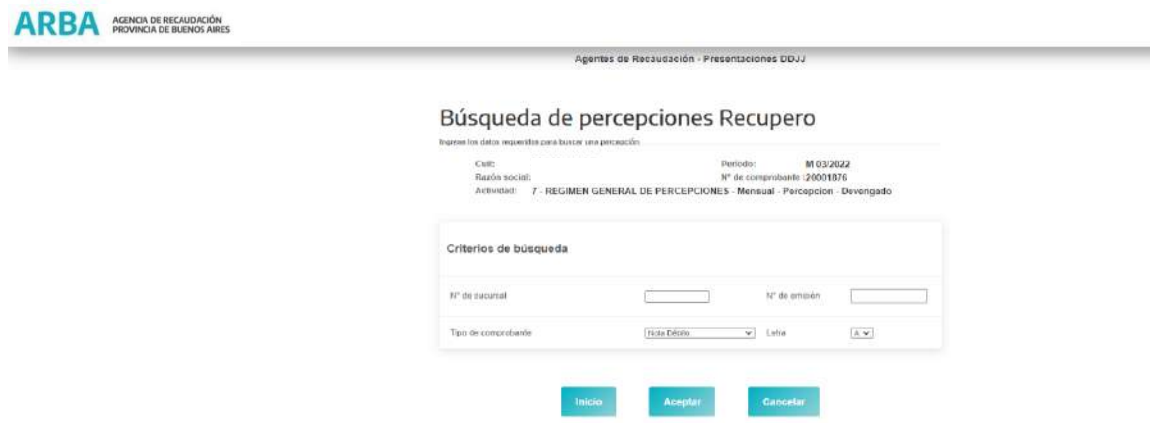 ARBA AGENCIA DE RECAUDACIÓN
PROVINCIA DE BUENOS AIRES
Agentes de Recaudación - Presentaciones DDJJ
Búsqueda de percepciones Recupero
Ingrese los datos requeridos para buscar una percepción
Cuit: Período: M 03/2022
Razón social: N° de comprobante : 20001876
Actividad: 7 - REGIMEN GENERAL DE PERCEPCIONES - Mensual - Percepcion - Devengado
Criterios de búsqueda
N° de sucursal N° de emisión
Tipo de comprobante Nota Débito Letra A
Inicio Aceptar Cancelar